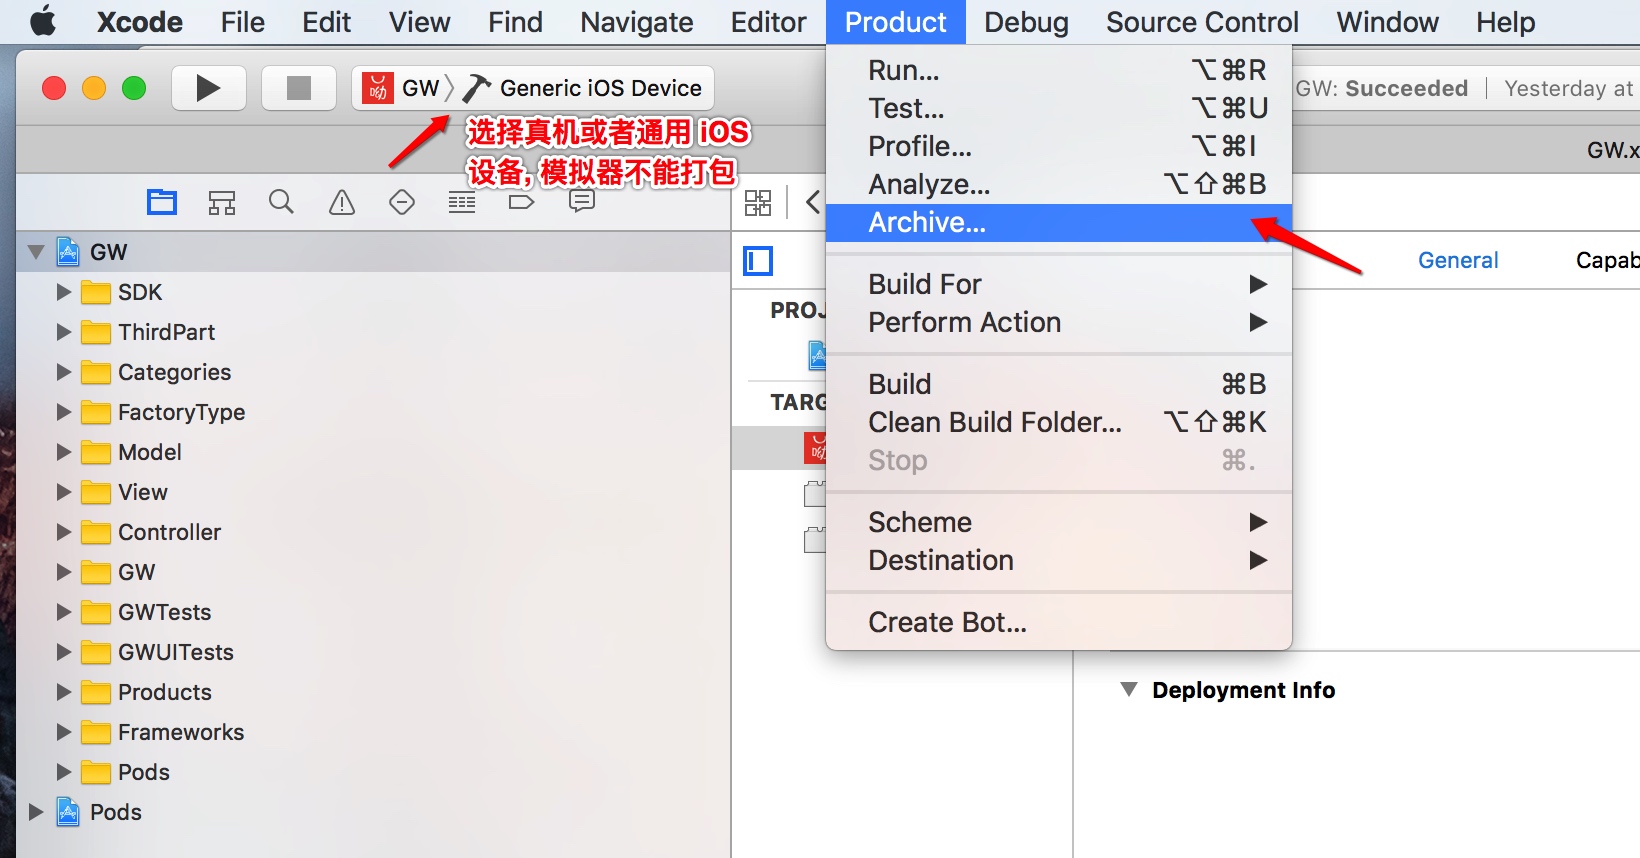 Xcode File Edit View Find Navigate Editor Product Debug Source Control Window Help
GW Generic iOS Device
GW: Succeeded | Yesterday at
选择真机或者通用 iOS
设备, 模拟器不能打包
GW.x
Run... ⌥⌘R
Test... ⌥⌘U
Profile... ⌥⌘I
Analyze... ⌥⇧⌘B
Archive...
Build For
Perform Action
Build ⌘B
Clean Build Folder... ⌥⇧⌘K
Stop ⌘.
Scheme
Destination
Create Bot...
GW
SDK
ThirdPart
Categories
FactoryType
Model
View
Controller
GW
GWTests
GWUITests
Products
Frameworks
Pods
Pods
PROJ
TARG
General Capab
Deployment Info